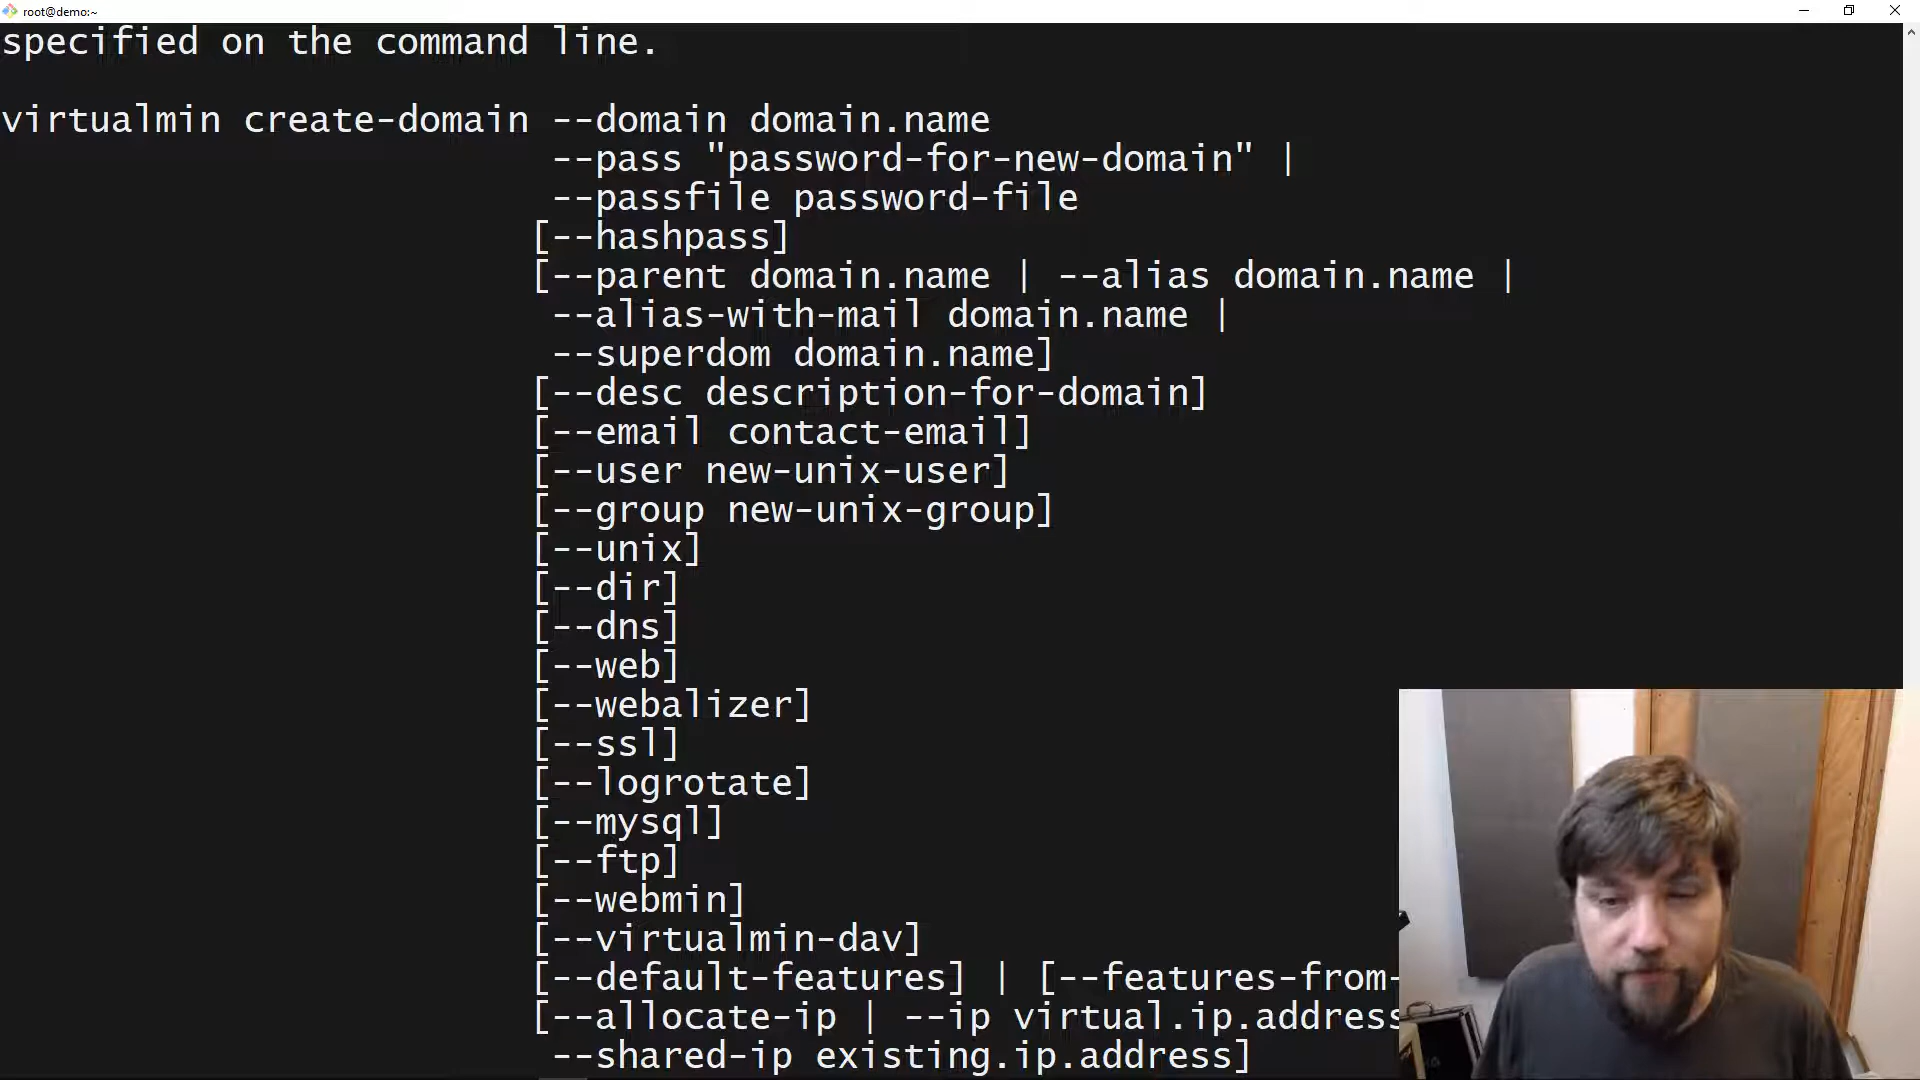 root@demo:~
specified on the command line.
virtualmin create-domain --domain domain.name
--pass "password-for-new-domain" |
--passfile password-file
[--hashpass]
[--parent domain.name | --alias domain.name |
--alias-with-mail domain.name |
--superdom domain.name]
[--desc description-for-domain]
[--email contact-email]
[--user new-unix-user]
[--group new-unix-group]
[--unix]
[--dir]
[--dns]
[--web]
[--webalizer]
[--ssl]
[--logrotate]
[--mysql]
[--ftp]
[--webmin]
[--virtualmin-dav]
[--default-features] | [--features-from-
[--allocate-ip | --ip virtual.ip.address
--shared-ip existing.ip.address]